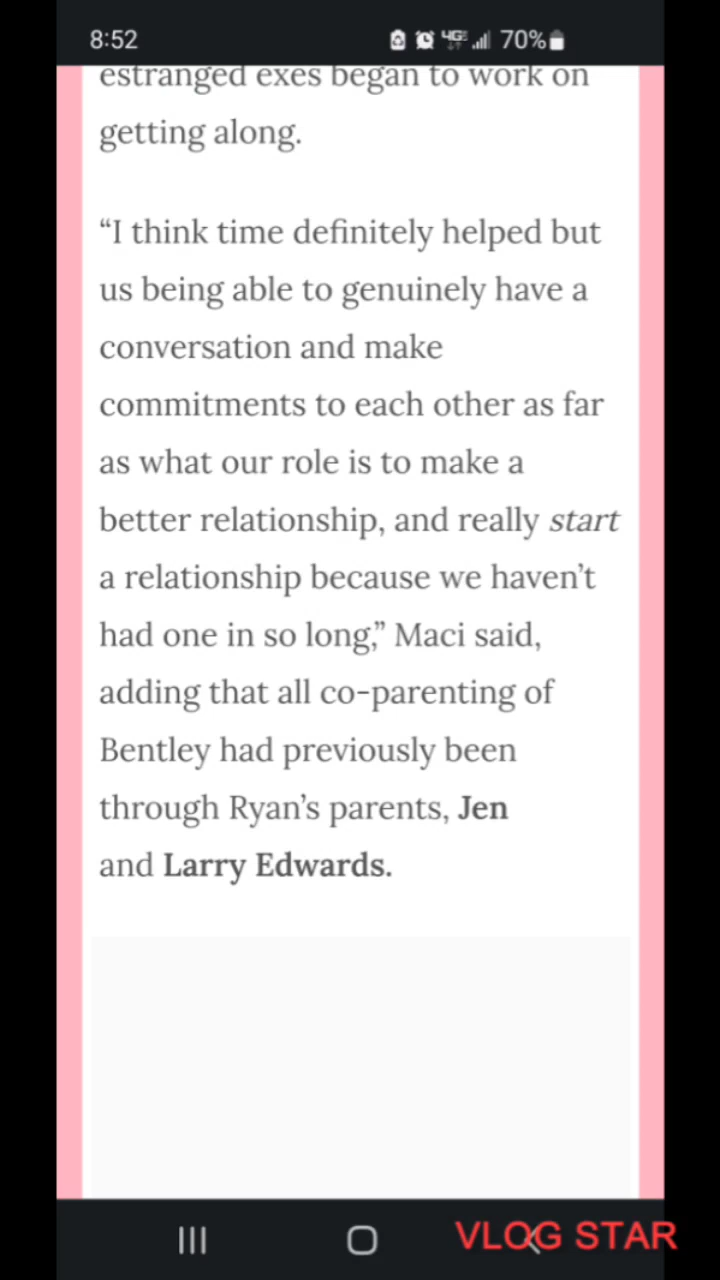 8:52 4G 70%
estranged exes began to work on
getting along.
“I think time definitely helped but
us being able to genuinely have a
conversation and make
commitments to each other as far
as what our role is to make a
better relationship, and really start
a relationship because we haven’t
had one in so long,” Maci said,
adding that all co-parenting of
Bentley had previously been
through Ryan’s parents, Jen
and Larry Edwards.
VLOG STAR